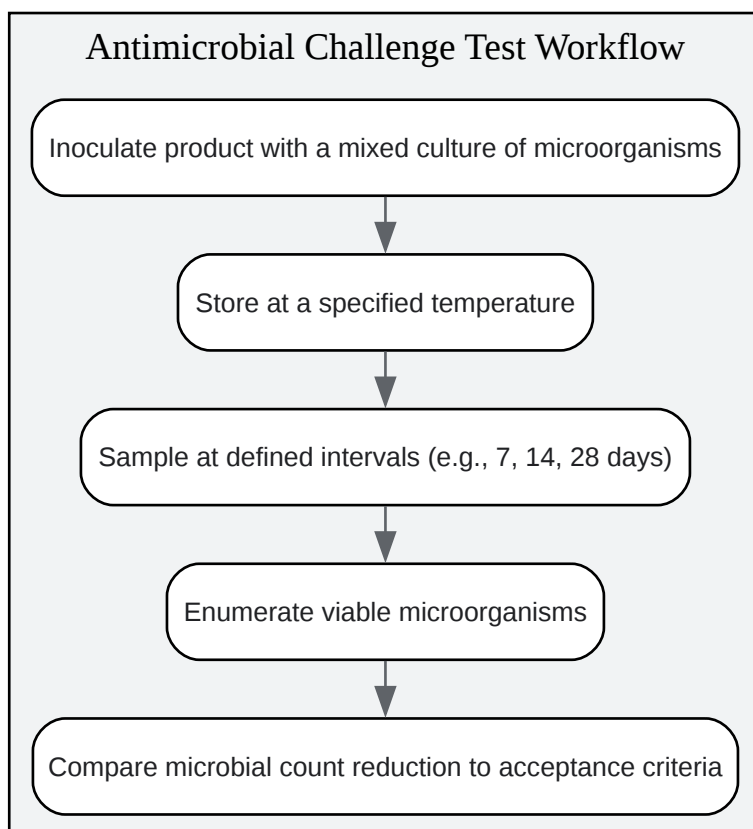 Antimicrobial Challenge Test Workflow
Inoculate product with a mixed culture of microorganisms
Store at a specified temperature
Sample at defined intervals (e.g., 7, 14, 28 days)
Enumerate viable microorganisms
Compare microbial count reduction to acceptance criteria